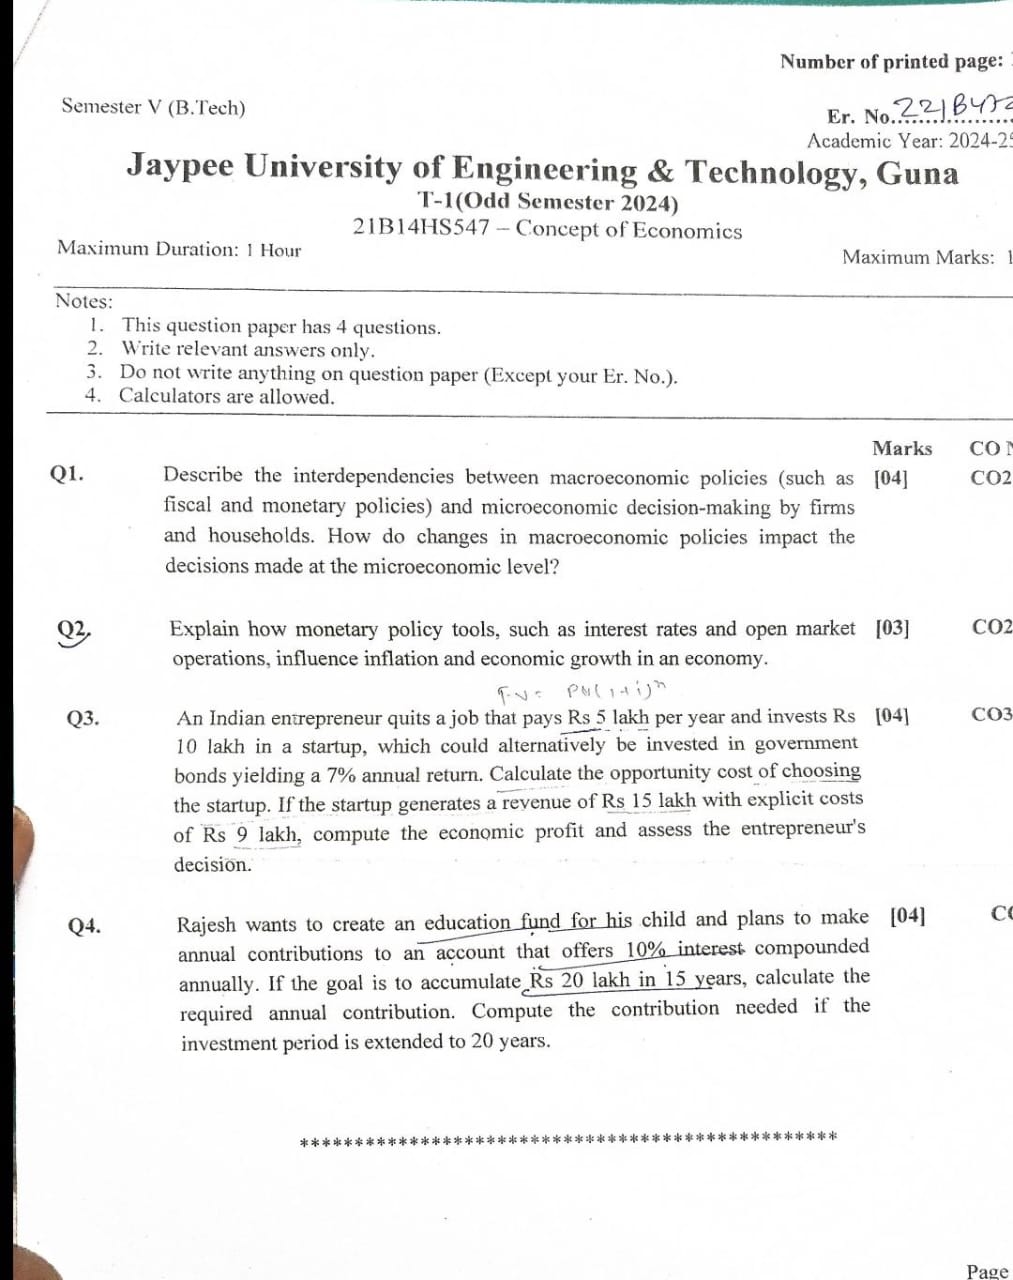 Number of printed page:
Semester V (B.Tech)
Er. No.
Academic Year: 2024-25
Jaypee University of Engineering & Technology, Guna
T-1(Odd Semester 2024)
21B14HS547 – Concept of Economics
Maximum Duration: 1 Hour
Maximum Marks: 1
Notes:
1. This question paper has 4 questions.
2. Write relevant answers only.
3. Do not write anything on question paper (Except your Er. No.).
4. Calculators are allowed.
Marks CO
Q1. Describe the interdependencies between macroeconomic policies (such as [04] CO2
fiscal and monetary policies) and microeconomic decision-making by firms
and households. How do changes in macroeconomic policies impact the
decisions made at the microeconomic level?
Q2. Explain how monetary policy tools, such as interest rates and open market [03] CO2
operations, influence inflation and economic growth in an economy.
Q3. An Indian entrepreneur quits a job that pays Rs 5 lakh per year and invests Rs [04] CO3
10 lakh in a startup, which could alternatively be invested in government
bonds yielding a 7% annual return. Calculate the opportunity cost of choosing
the startup. If the startup generates a revenue of Rs 15 lakh with explicit costs
of Rs 9 lakh, compute the economic profit and assess the entrepreneur's
decision.
Q4. Rajesh wants to create an education fund for his child and plans to make [04]
annual contributions to an account that offers 10% interest compounded
annually. If the goal is to accumulate Rs 20 lakh in 15 years, calculate the
required annual contribution. Compute the contribution needed if the
investment period is extended to 20 years.
*************************************************
Page